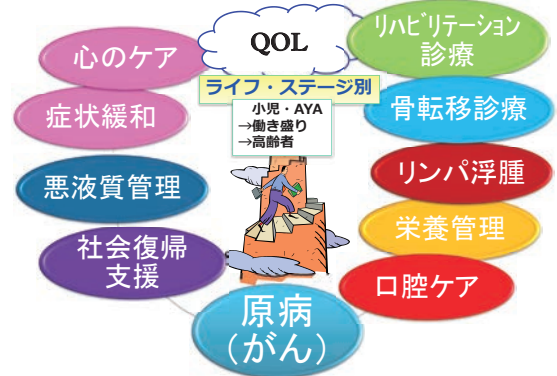 QOL
ライフ・ステージ別
小児・AYA
→働き盛り
→高齢者
心のケア
症状緩和
悪液質管理
社会復帰
支援
原病
(がん)
リハビリテーション
診療
骨転移診療
リンパ浮腫
栄養管理
口腔ケア